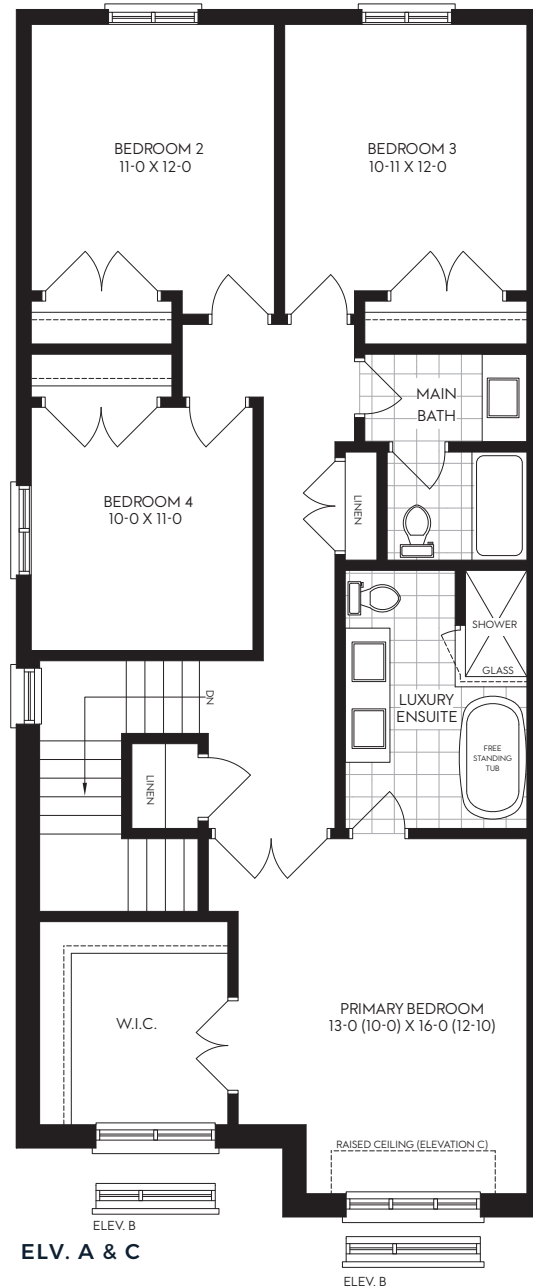 BEDROOM 2
11-0 X 12-0
BEDROOM 3
10-11 X 12-0
MAIN
BATH
BEDROOM 4
10-0 X 11-0
LINEN
SHOWER
GLASS
LUXURY
ENSUITE
FREE
STANDING
TUB
DN
LINEN
W.I.C.
PRIMARY BEDROOM
13-0 (10-0) X 16-0 (12-10)
RAISED CEILING (ELEVATION C)
ELEV. B
ELV. A & C
ELEV. B